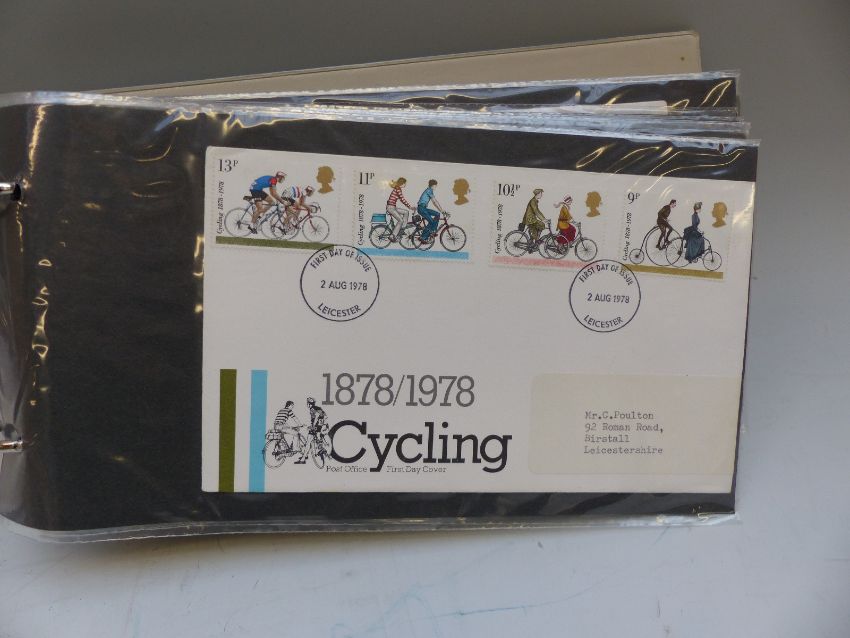 13P
Cycling 1878-1978
11P
Cycling 1878-1978
10½P
Cycling 1878-1978
9P
Cycling 1878-1978
FIRST DAY OF ISSUE
2 AUG 1978
LEICESTER
FIRST DAY OF ISSUE
2 AUG 1978
LEICESTER
1878/1978
Cycling
Post Office First Day Cover
Mr.C.Poulton
92 Roman Road,
Birstall
Leicestershire